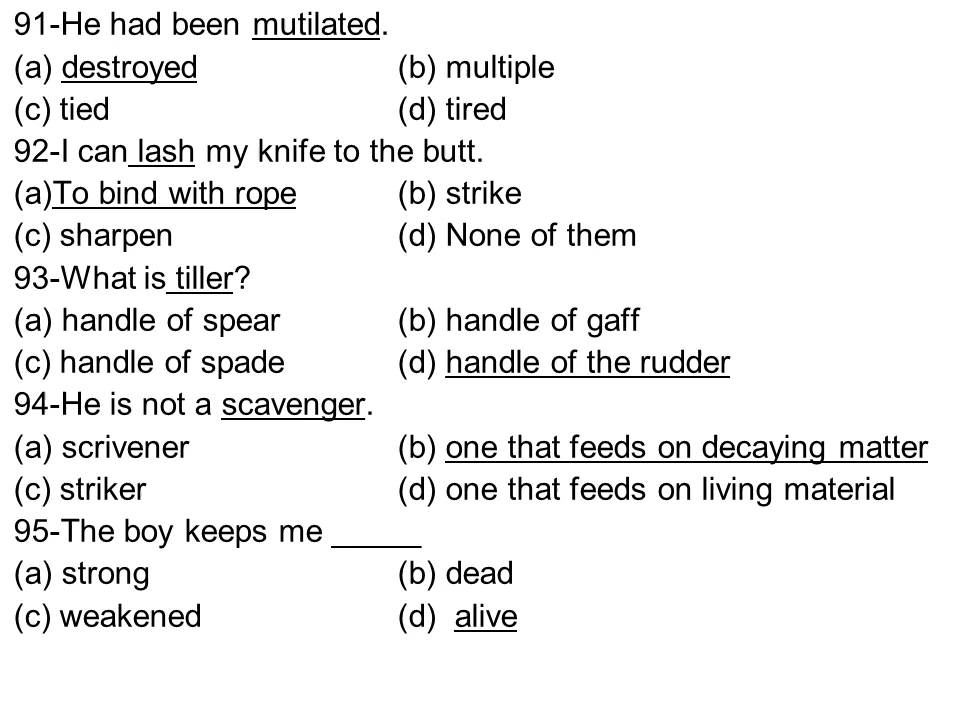 91-He had been mutilated.
(a) destroyed (b) multiple
(c) tied (d) tired
92-I can lash my knife to the butt.
(a)To bind with rope (b) strike
(c) sharpen (d) None of them
93-What is tiller?
(a) handle of spear (b) handle of gaff
(c) handle of spade (d) handle of the rudder
94-He is not a scavenger.
(a) scrivener (b) one that feeds on decaying matter
(c) striker (d) one that feeds on living material
95-The boy keeps me _____
(a) strong (b) dead
(c) weakened (d) alive